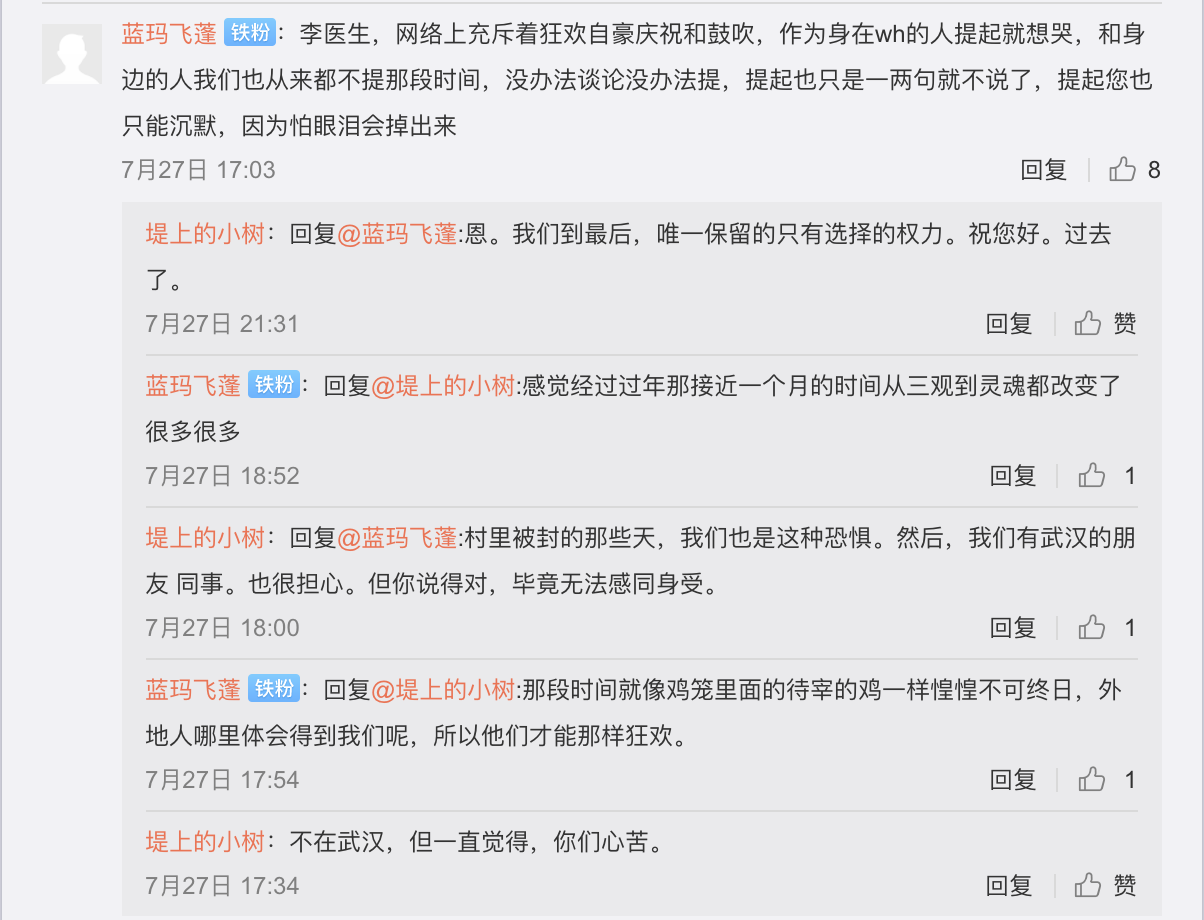 蓝玛飞蓬 铁粉：李医生，网络上充斥着狂欢自豪庆祝和鼓吹，作为身在wh的人提起就想哭，和身
边的人我们也从来都不提那段时间，没办法谈论没办法提，提起也只是一两句就不说了，提起您也
只能沉默，因为怕眼泪会掉出来
7月27日 17:03 回复 8
堤上的小树：回复@蓝玛飞蓬:恩。我们到最后，唯一保留的只有选择的权力。祝您好。过去
了。
7月27日 21:31 回复 赞
蓝玛飞蓬 铁粉：回复@堤上的小树:感觉经过过年那接近一个月的时间从三观到灵魂都改变了
很多很多
7月27日 18:52 回复 1
堤上的小树：回复@蓝玛飞蓬:村里被封的那些天，我们也是这种恐惧。然后，我们有武汉的朋
友 同事。也很担心。但你说得对，毕竟无法感同身受。
7月27日 18:00 回复 1
蓝玛飞蓬 铁粉：回复@堤上的小树:那段时间就像鸡笼里面的待宰的鸡一样惶惶不可终日，外
地人哪里体会得到我们呢，所以他们才能那样狂欢。
7月27日 17:54 回复 1
堤上的小树：不在武汉，但一直觉得，你们心苦。
7月27日 17:34 回复 赞